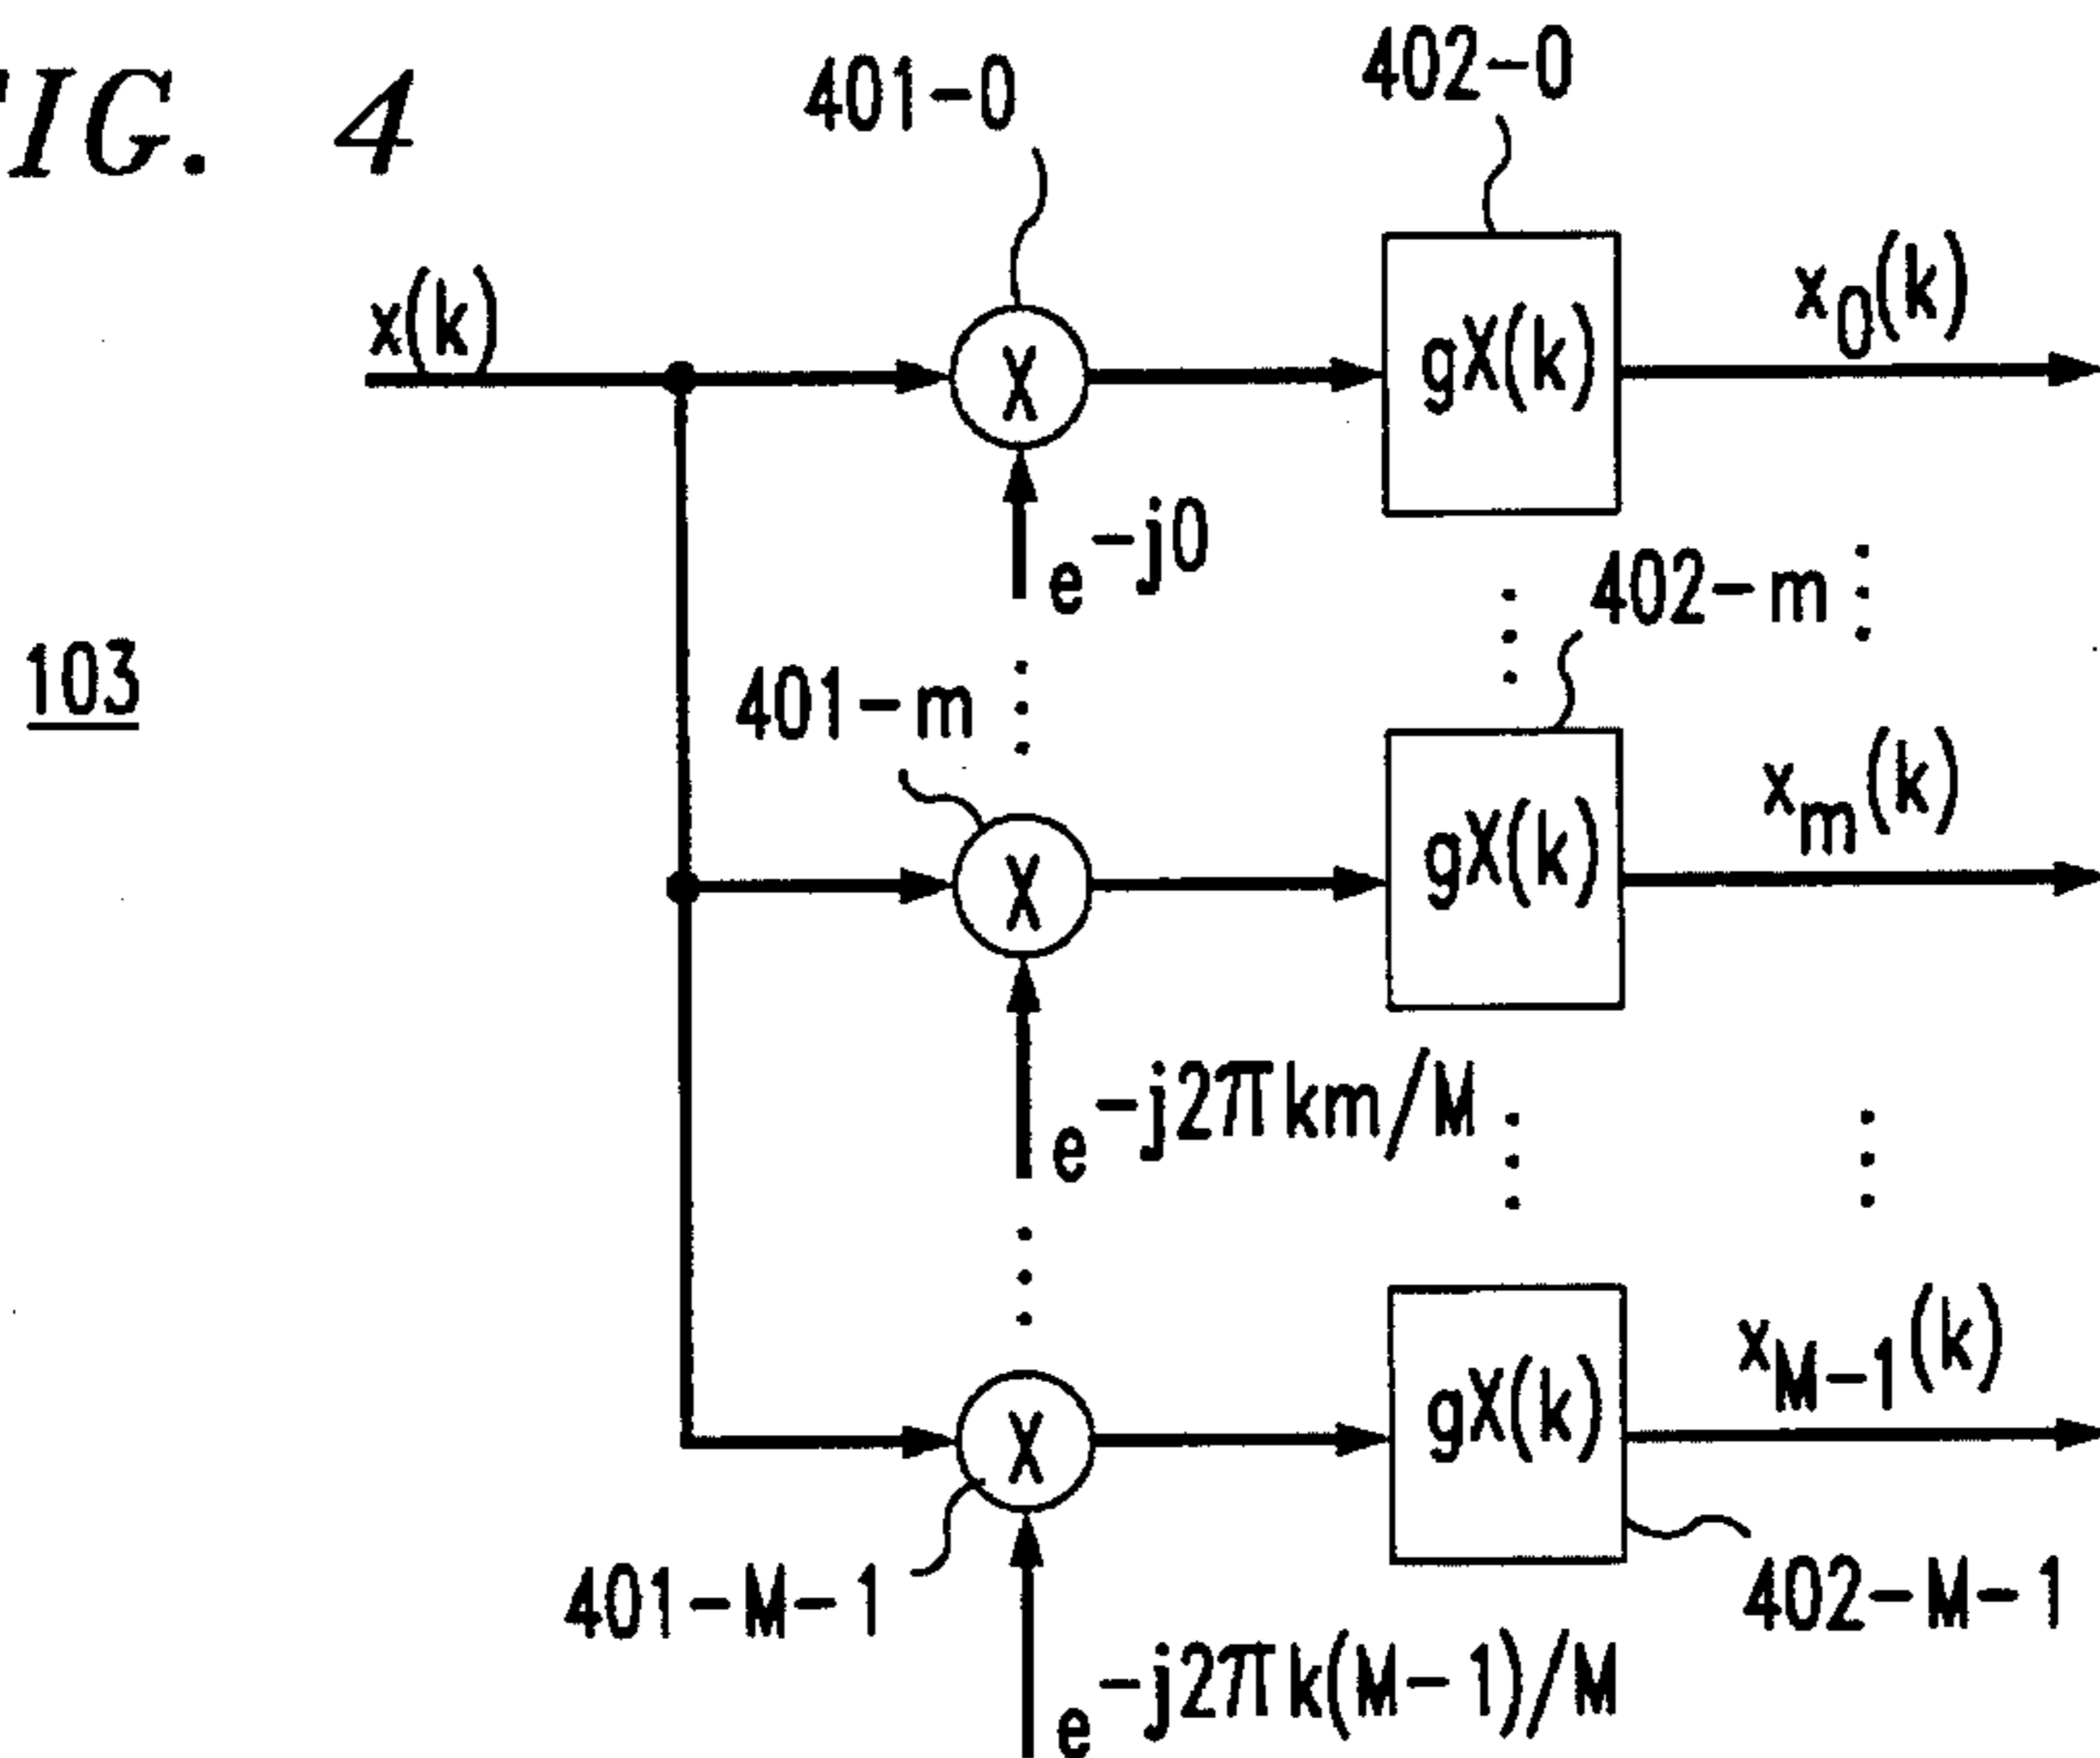 FIG. 4
401-0
402-0
x(k)
X
gX(k)
x0(k)
e-j0
103
401-m
402-m
X
gX(k)
xm(k)
e-j2πkm/M
X
gX(k)
xM-1(k)
401-M-1
402-M-1
e-j2πk(M-1)/M